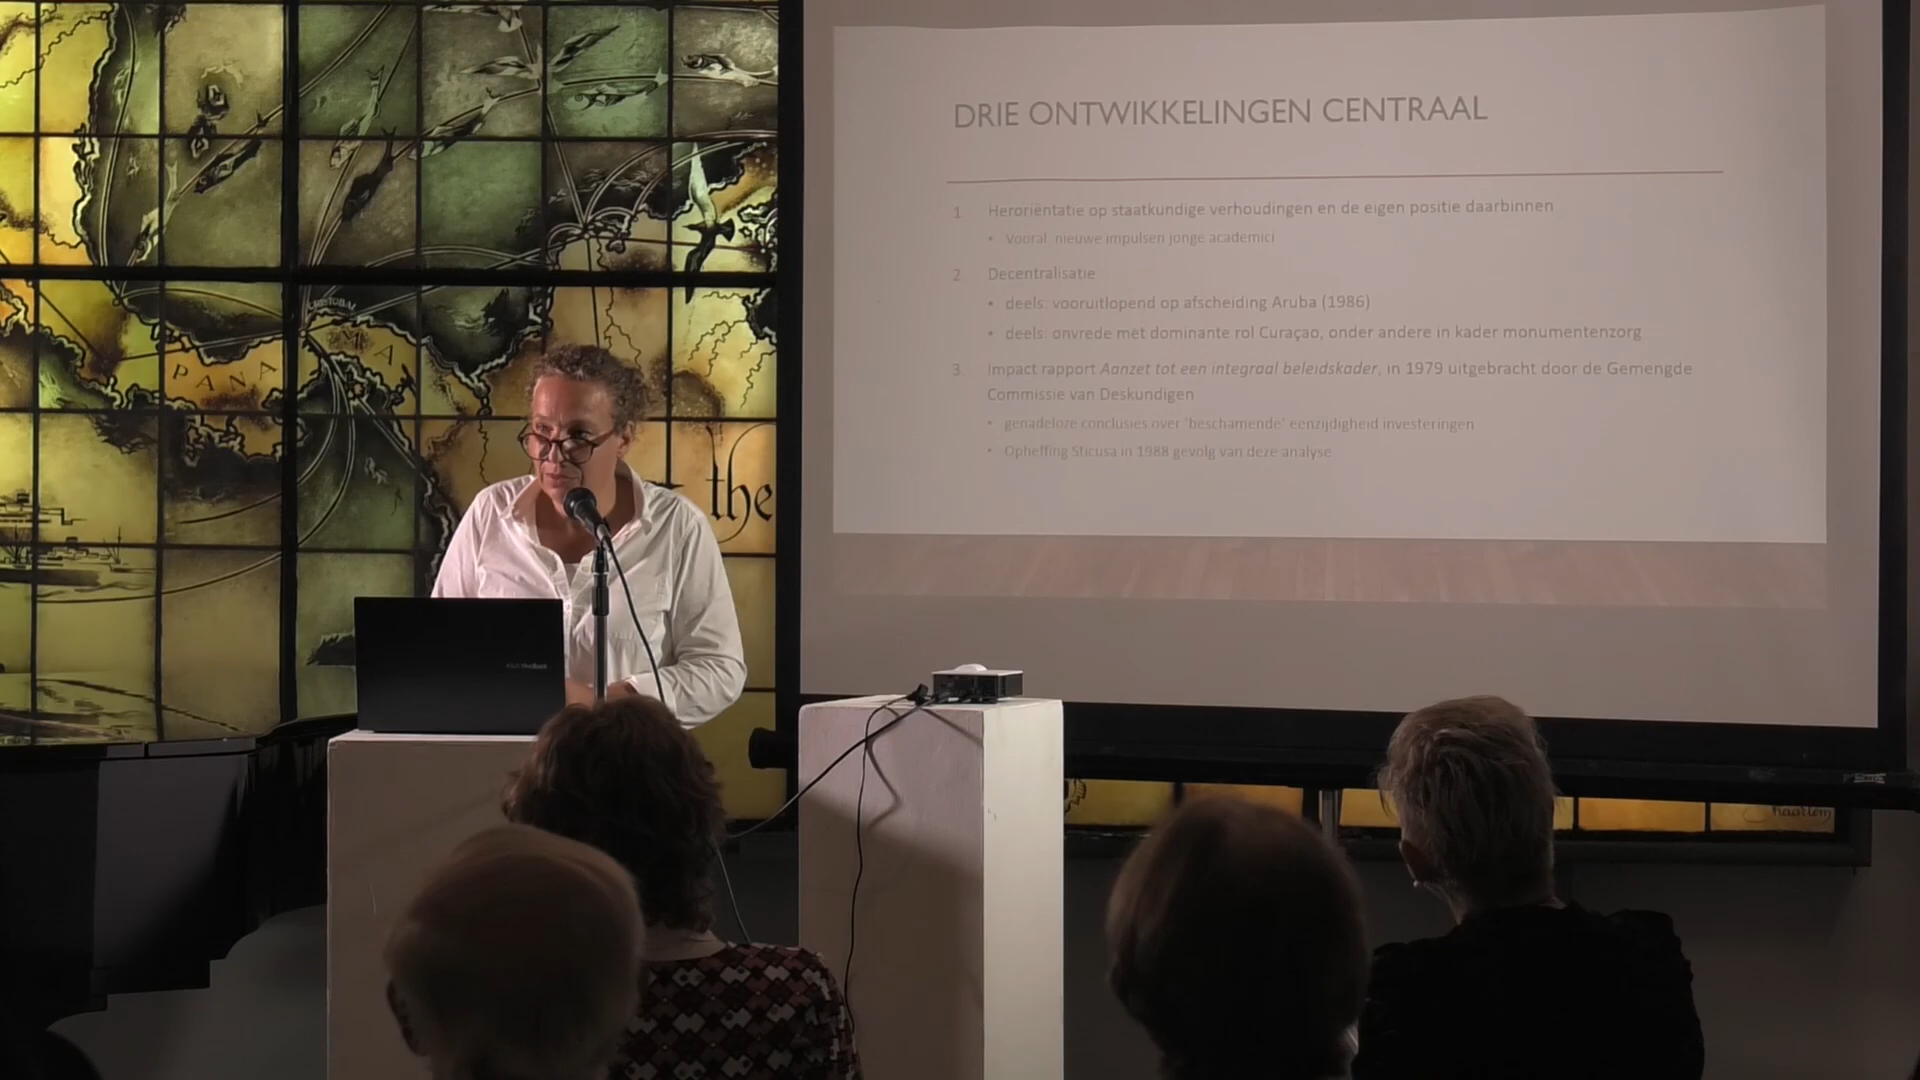 DRIE ONTWIKKELINGEN CENTRAAL
1. Heroriëntatie op staatkundige verhoudingen en de eigen positie daarbinnen
• Vooral: nieuwe impulsen jonge academici
2. Decentralisatie
• deels: vooruitlopend op afscheiding Aruba (1986)
• deels: onvrede met dominante rol Curaçao, onder andere in kader monumentenzorg
3. Impact rapport Aanzet tot een integraal beleidskader, in 1979 uitgebracht door de Gemengde
Commissie van Deskundigen
• genadeloze conclusies over 'beschamende' eenzijdigheid investeringen
• Opheffing Sticusa in 1988 gevolg van deze analyse
CRISTOBAL
PANAMA
the
haarlem